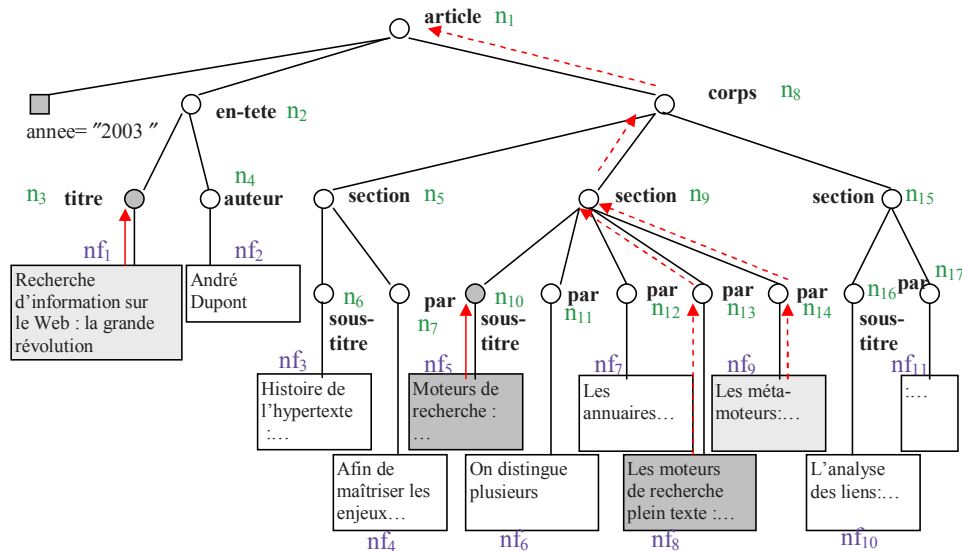 article n1
corps n8
annee= ″2003 ″
en-tete n2
n3 titre
n4
auteur
section n5
section n9
section n15
nf1
nf2
Recherche
d’information sur
le Web : la grande
révolution
André
Dupont
n6
sous-
titre
par
n7
n10
sous-
titre
par
n11
par
n12
par
n13
par
n14
n16
sous-
titre
par
n17
nf3
nf5
nf7
nf9
nf11
Histoire de
l’hypertexte
:…
Moteurs de
recherche :
…
Les
annuaires…
Les méta-
moteurs:…
:…
Afin de
maîtriser les
enjeux…
On distingue
plusieurs
Les moteurs
de recherche
plein texte :…
L’analyse
des liens:…
nf4
nf6
nf8
nf10